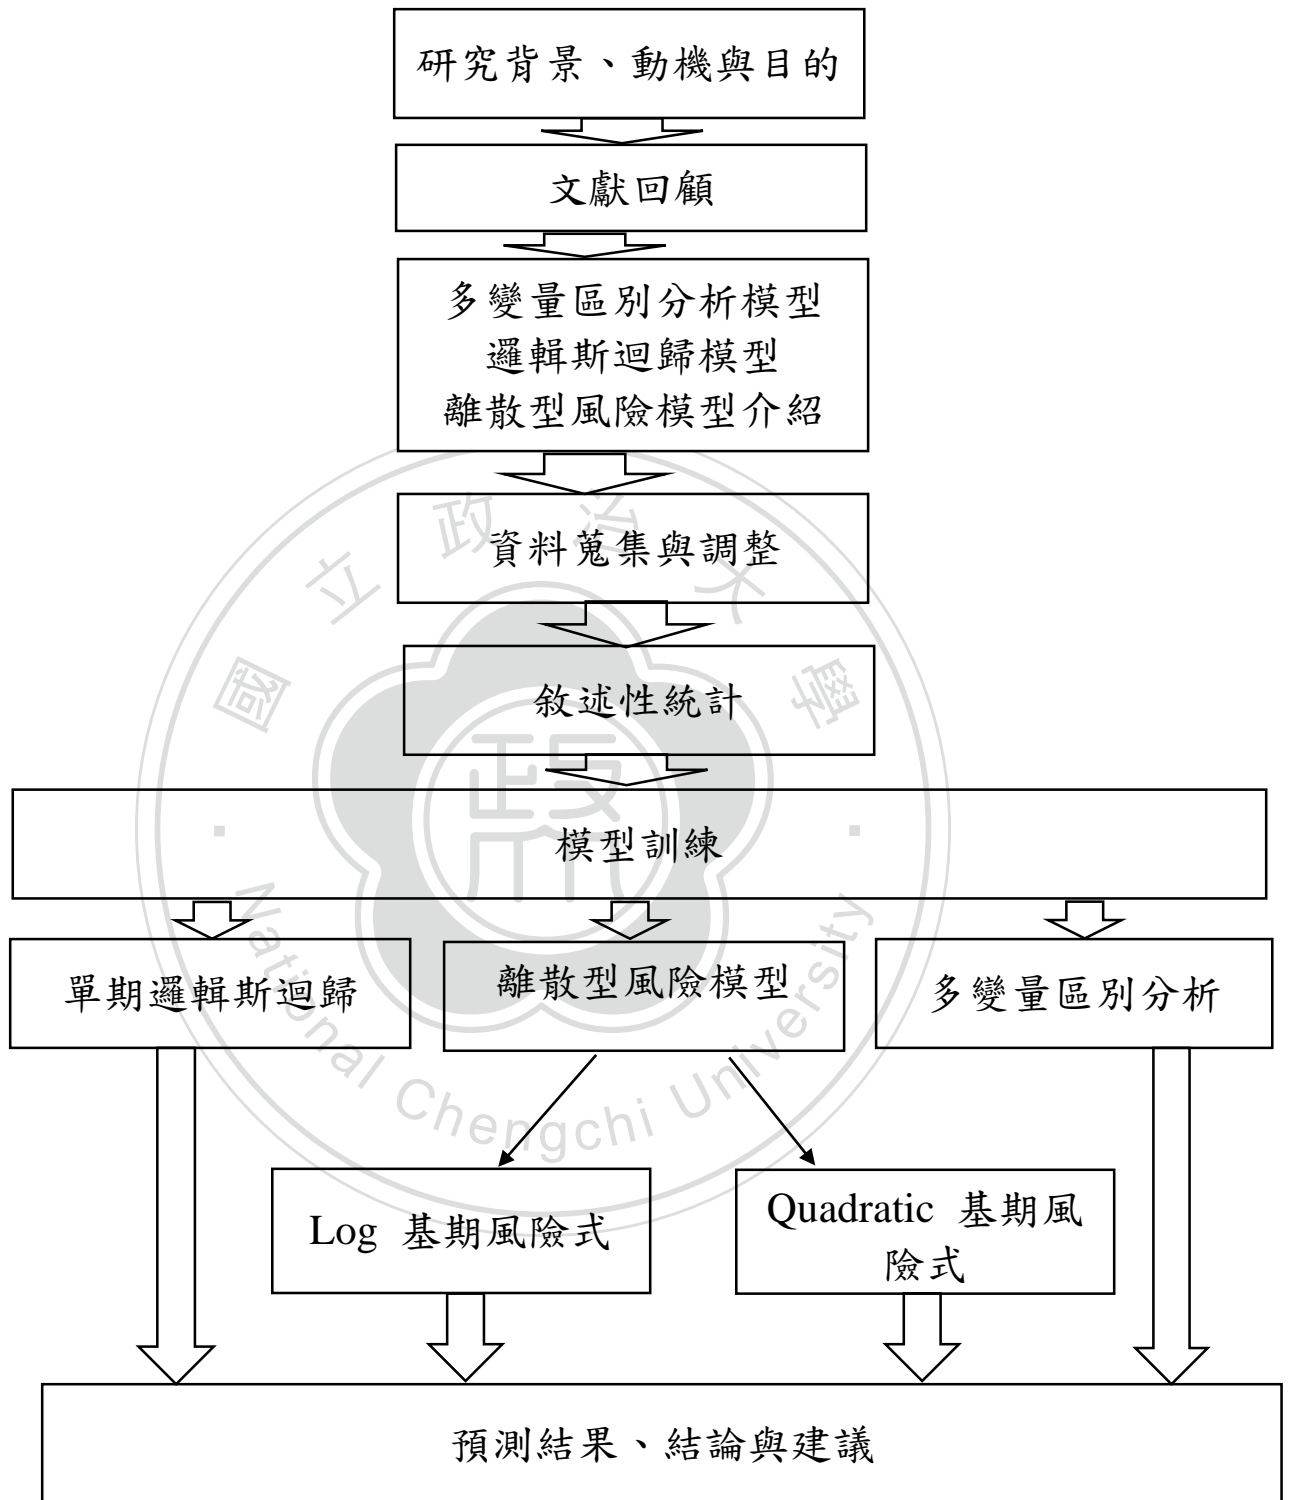 研究背景、動機與目的
文獻回顧
多變量區別分析模型
邏輯斯迴歸模型
離散型風險模型介紹
資料蒐集與調整
敘述性統計
模型訓練
單期邏輯斯迴歸
離散型風險模型
多變量區別分析
Log 基期風險式
Quadratic 基期風
險式
預測結果、結論與建議
國立政治大學
National Chengchi University
政